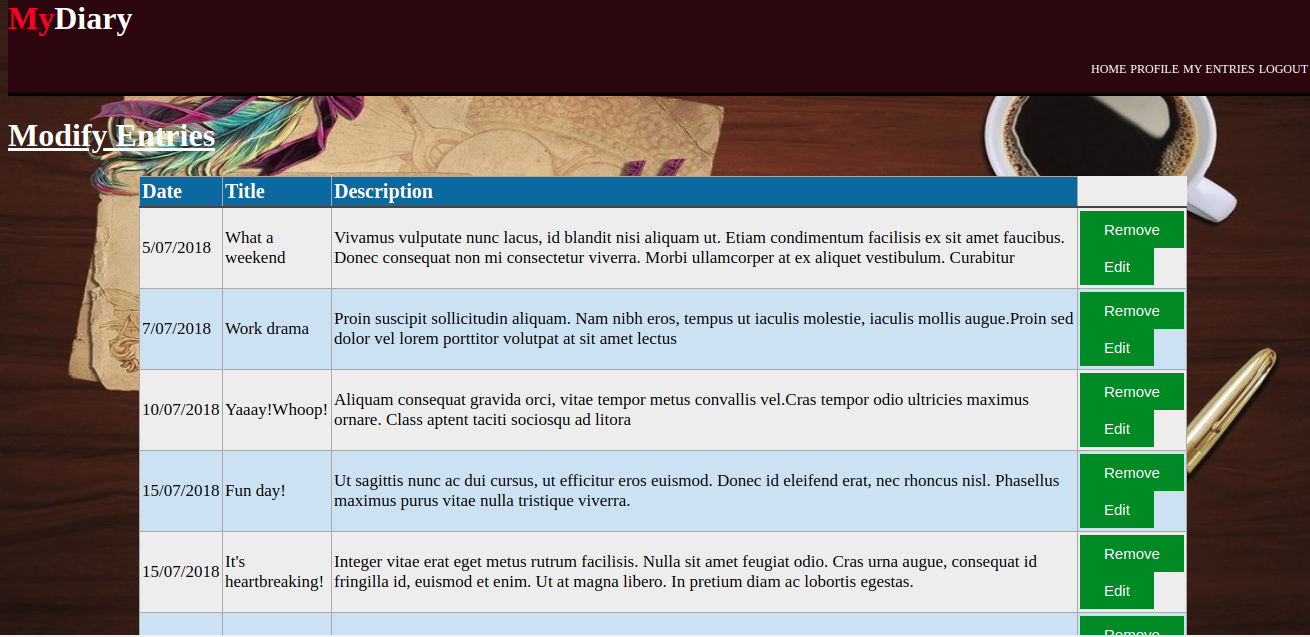 MyDiary
HOME PROFILE MY ENTRIES LOGOUT
Modify Entries
Date Title Description
5/07/2018 What a weekend Vivamus vulputate nunc lacus, id blandit nisi aliquam ut. Etiam condimentum facilisis ex sit amet faucibus.
Donec consequat non mi consectetur viverra. Morbi ullamcorper at ex aliquet vestibulum. Curabitur
Remove
Edit
7/07/2018 Work drama Proin suscipit sollicitudin aliquam. Nam nibh eros, tempus ut iaculis molestie, iaculis mollis augue.Proin sed
dolor vel lorem porttitor volutpat at sit amet lectus
Remove
Edit
10/07/2018 Yaaay!Whoop! Aliquam consequat gravida orci, vitae tempor metus convallis vel.Cras tempor odio ultricies maximus
ornare. Class aptent taciti sociosqu ad litora
Remove
Edit
15/07/2018 Fun day! Ut sagittis nunc ac dui cursus, ut efficitur eros euismod. Donec id eleifend erat, nec rhoncus nisl. Phasellus
maximus purus vitae nulla tristique viverra.
Remove
Edit
15/07/2018 It's heartbreaking! Integer vitae erat eget metus rutrum facilisis. Nulla sit amet feugiat odio. Cras urna augue, consequat id
fringilla id, euismod et enim. Ut at magna libero. In pretium diam ac lobortis egestas.
Remove
Edit
Remove